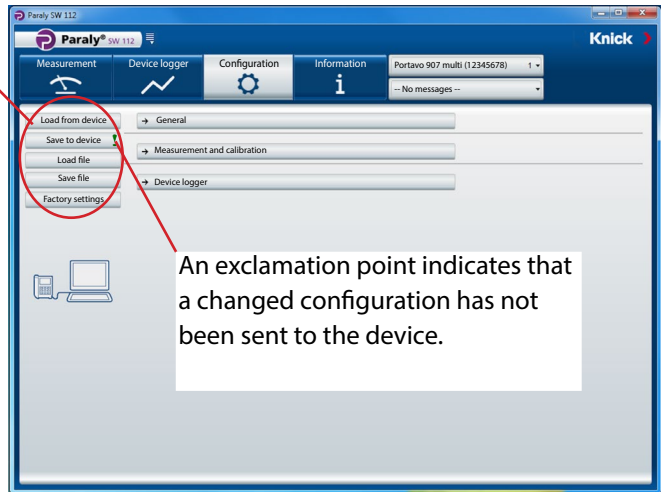 Paraly SW 112
Paraly® SW 112
Knick
Measurement
Device logger
Configuration
Information
i
Portavo 907 multi (12345678) 1
-- No messages --
Load from device
→ General
Save to device !
→ Measurement and calibration
Load file
Save file
→ Device logger
Factory settings
An exclamation point indicates that
a changed configuration has not
been sent to the device.